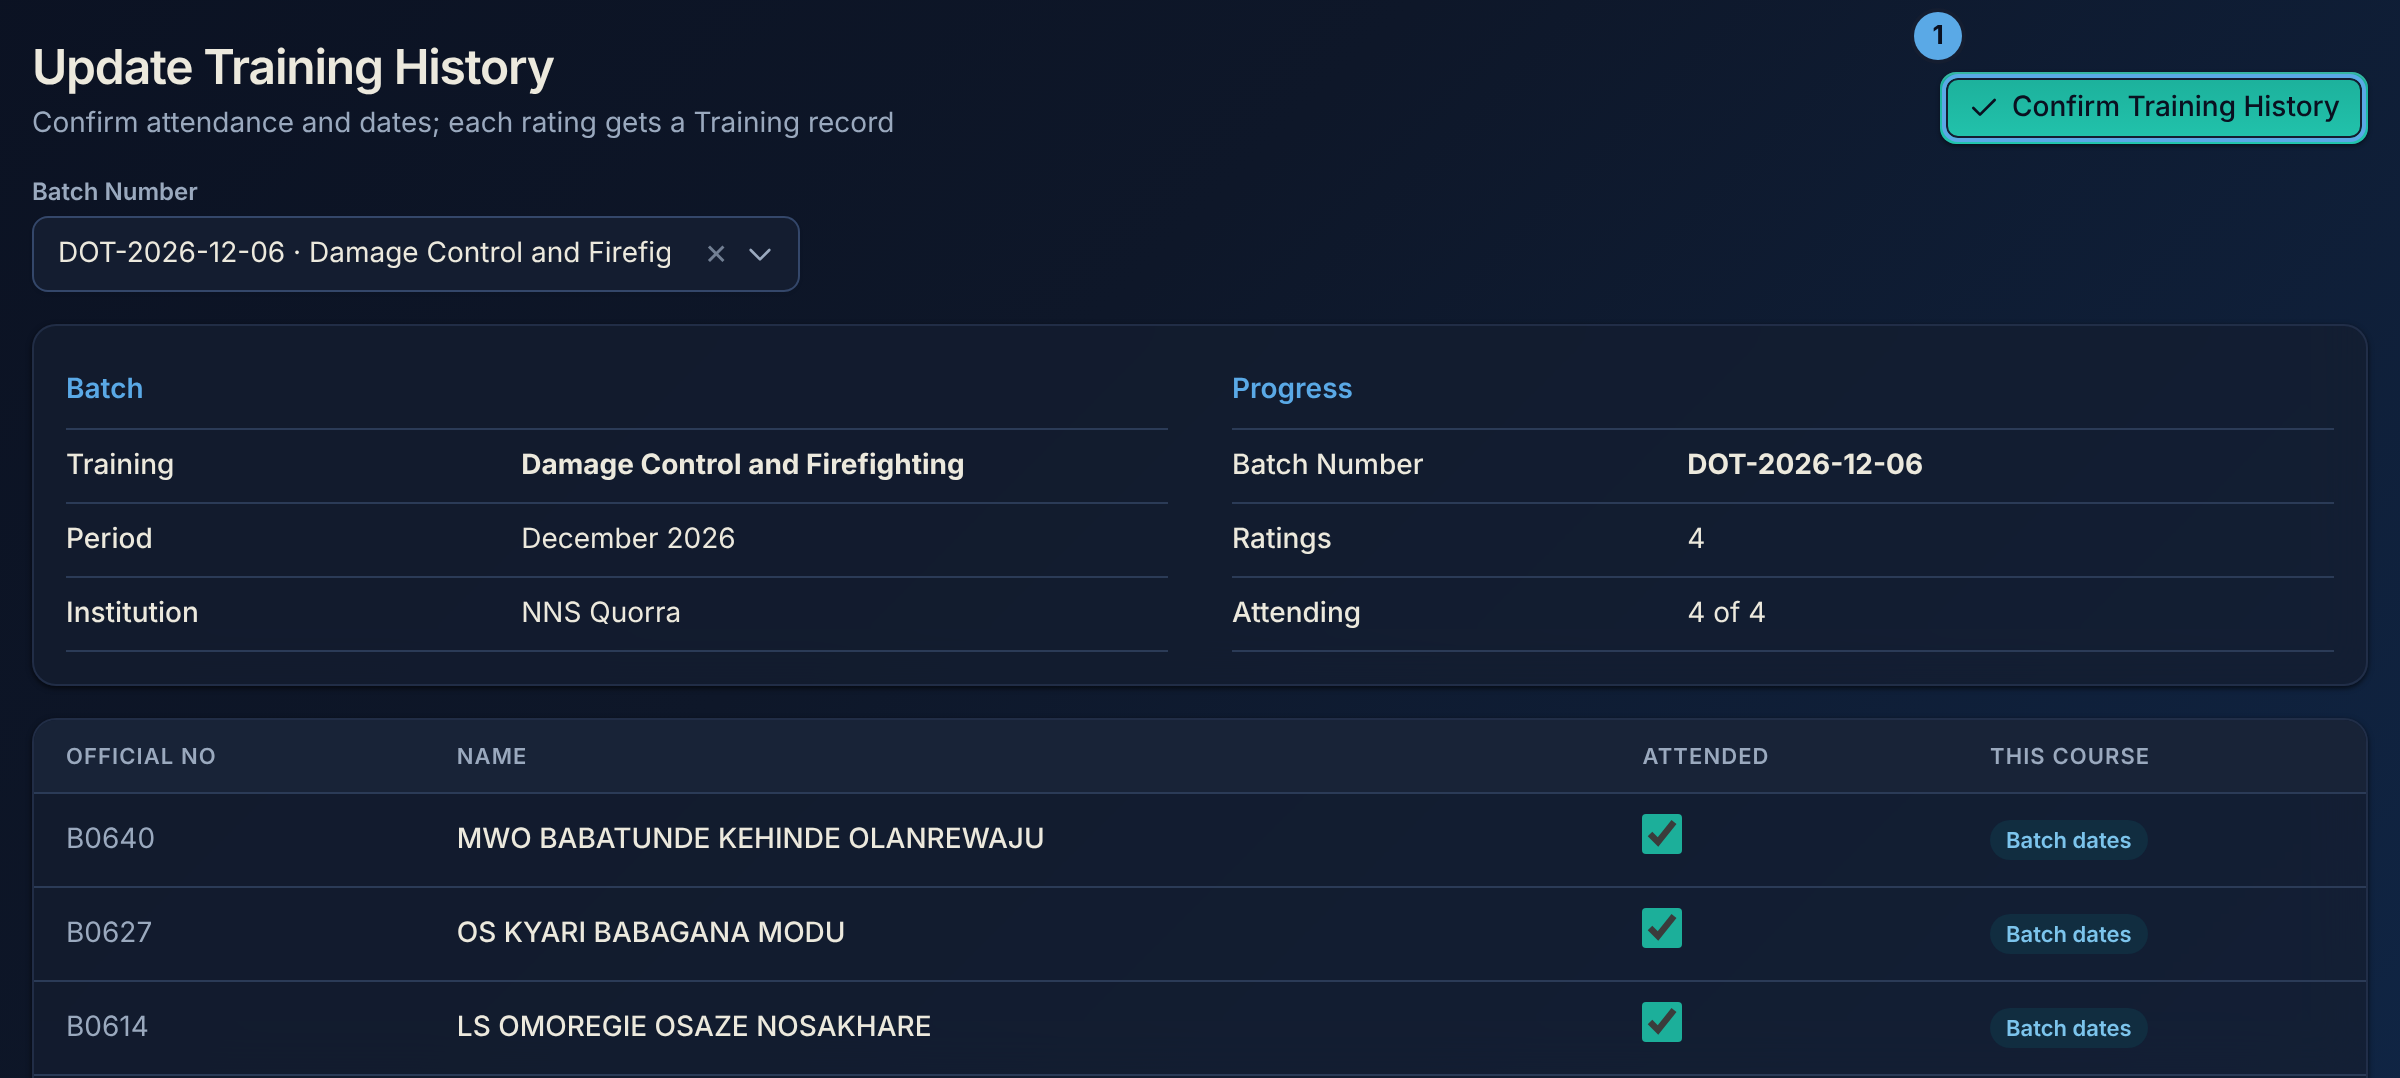 1
Update Training History
Confirm attendance and dates; each rating gets a Training record
Confirm Training History
Batch Number
DOT-2026-12-06 · Damage Control and Firefig
Batch
Training Damage Control and Firefighting
Period December 2026
Institution NNS Quorra
Progress
Batch Number DOT-2026-12-06
Ratings 4
Attending 4 of 4
OFFICIAL NO NAME ATTENDED THIS COURSE
B0640 MWO BABATUNDE KEHINDE OLANREWAJU Batch dates
B0627 OS KYARI BABAGANA MODU Batch dates
B0614 LS OMOREGIE OSAZE NOSAKHARE Batch dates